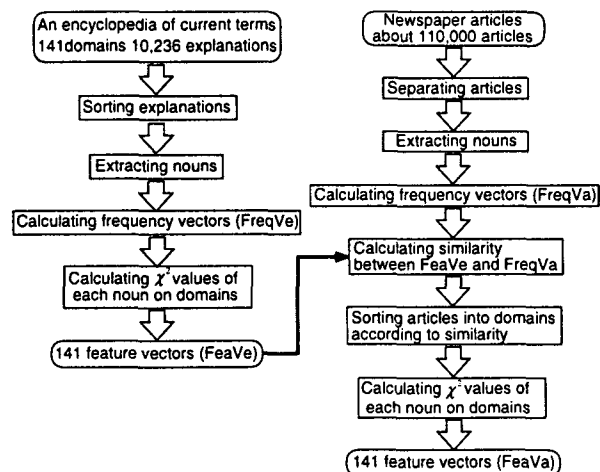 An encyclopedia of current terms
141domains 10,236 explanations
Sorting explanations
Extracting nouns
Calculating frequency vectors (FreqVe)
Calculating χ² values of
each noun on domains
141 feature vectors (FeaVe)
Newspaper articles
about 110,000 articles
Separating articles
Extracting nouns
Calculating frequency vectors (FreqVa)
Calculating similarity
between FeaVe and FreqVa
Sorting articles into domains
according to similarity
Calculating χ² values of
each noun on domains
141 feature vectors (FeaVa)